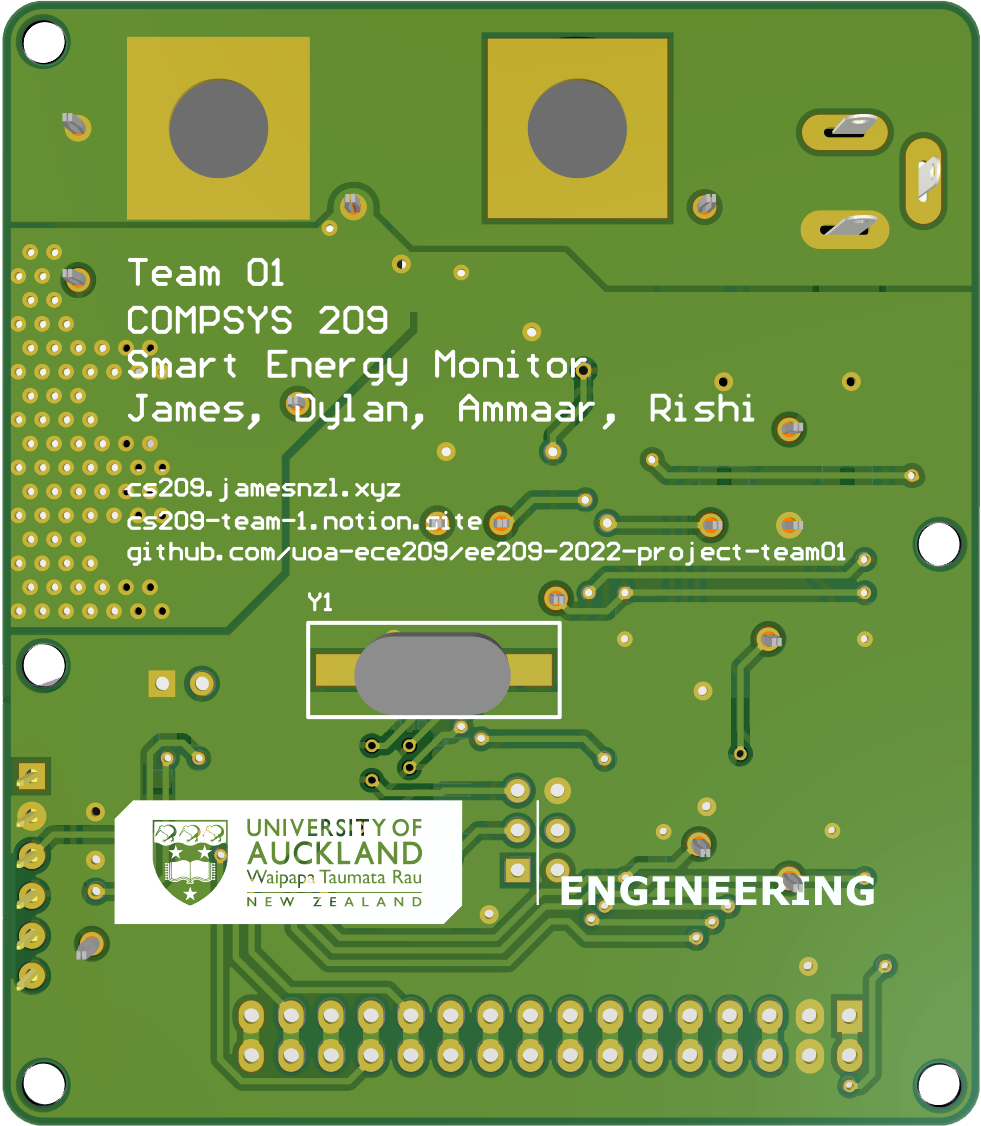 Team 01
COMPSYS 209
Smart Energy Monitor
James, Dylan, Ammaar, Rishi
cs209.jamesnzl.xyz
cs209-team-1.notion.site
github.com/uoa-ece209/ee209-2022-project-team01
Y1
UNIVERSITY OF
AUCKLAND
Waipapa Taumata Rau
NEW ZEALAND
ENGINEERING